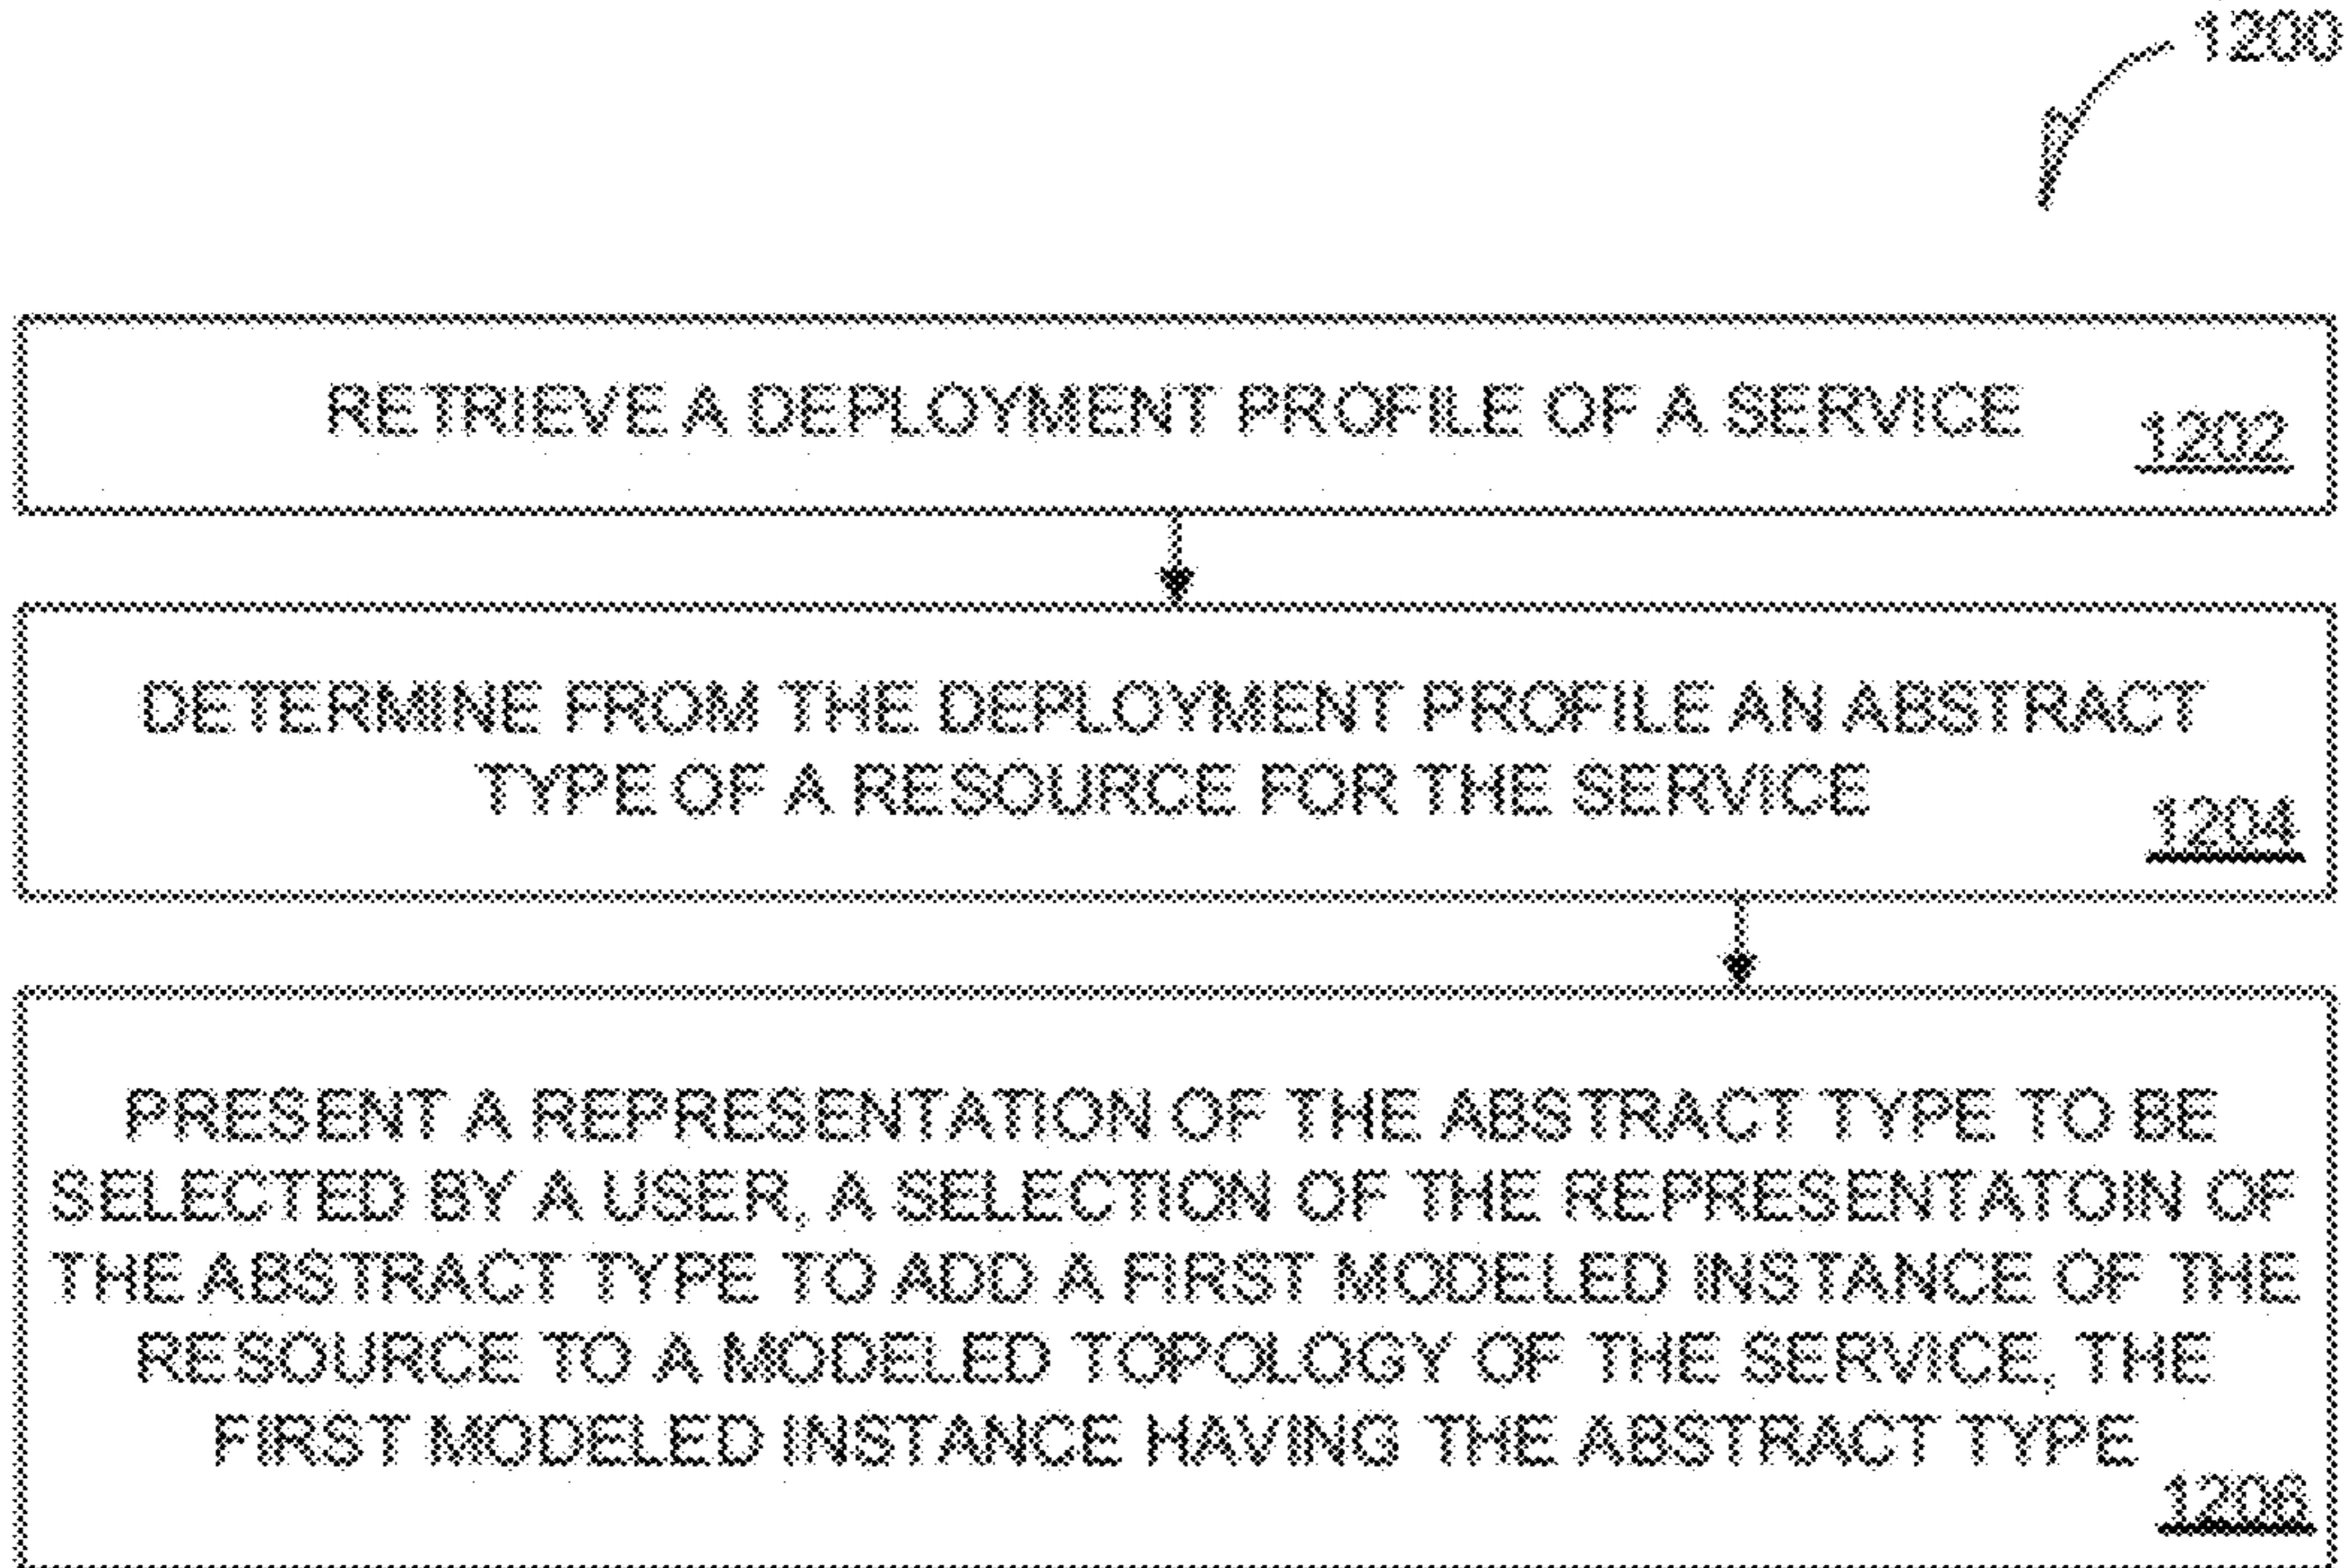 1200
RETRIEVE A DEPLOYMENT PROFILE OF A SERVICE
1202
DETERMINE FROM THE DEPLOYMENT PROFILE AN ABSTRACT
TYPE OF A RESOURCE FOR THE SERVICE
1204
PRESENT A REPRESENTATION OF THE ABSTRACT TYPE TO BE
SELECTED BY A USER, A SELECTION OF THE REPRESENTATOIN OF
THE ABSTRACT TYPE TO ADD A FIRST MODELED INSTANCE OF THE
RESOURCE TO A MODELED TOPOLOGY OF THE SERVICE, THE
FIRST MODELED INSTANCE HAVING THE ABSTRACT TYPE
1206